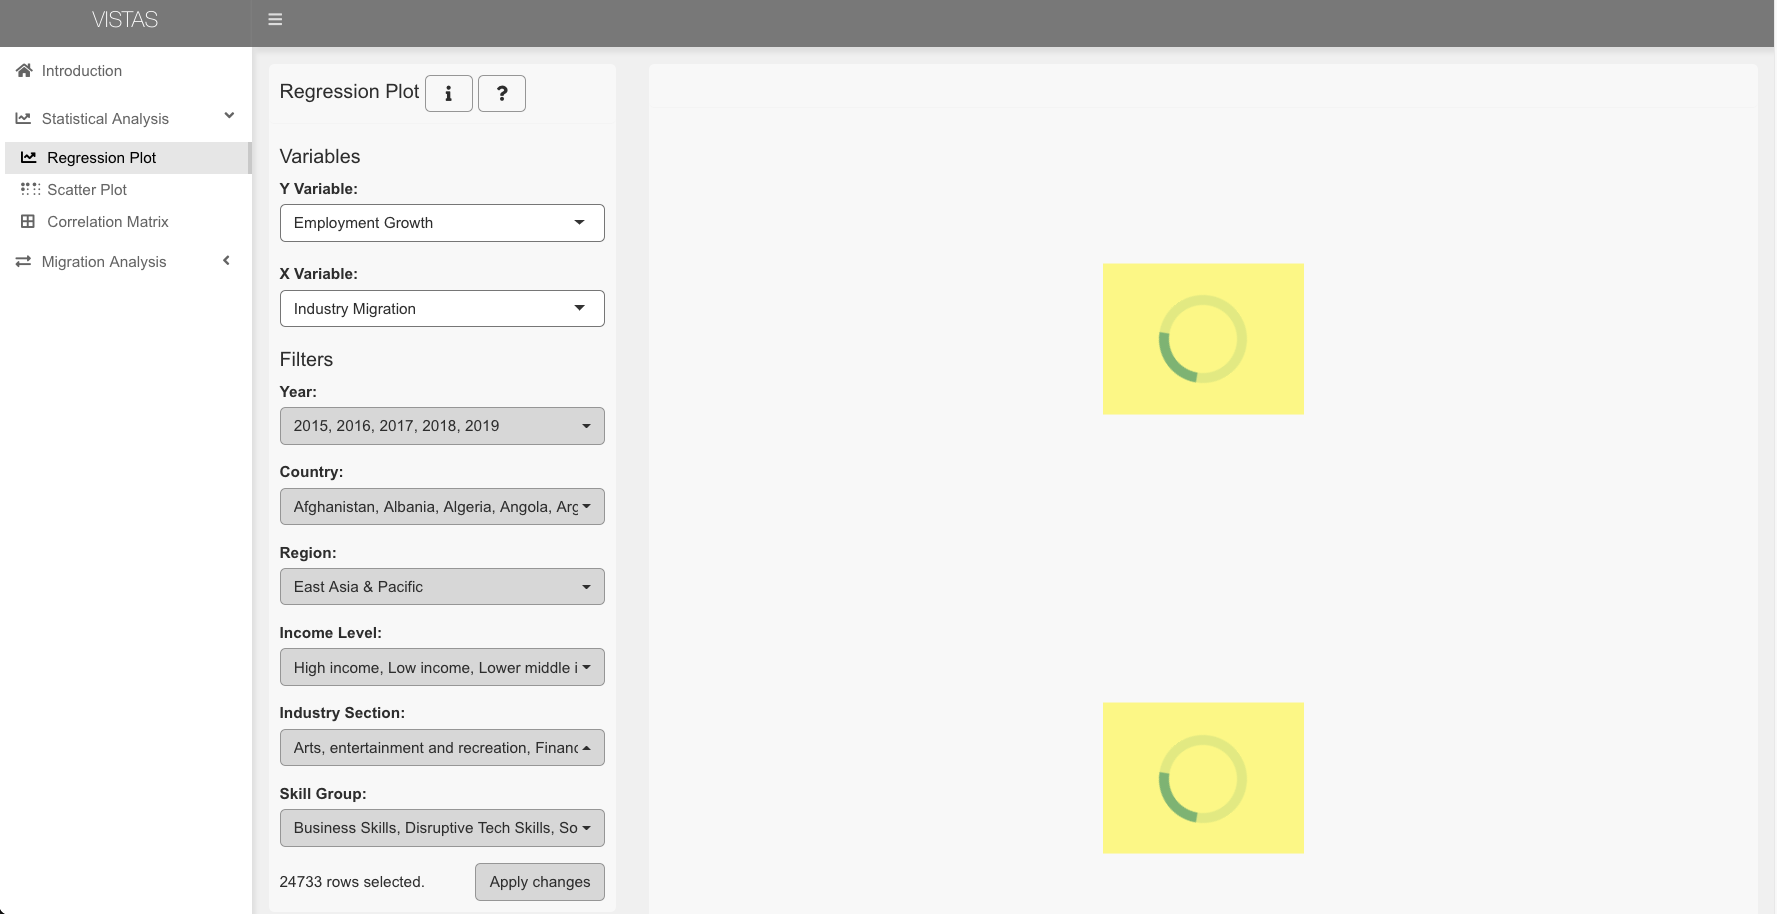 VISTAS
Introduction
Statistical Analysis
Regression Plot
Scatter Plot
Correlation Matrix
Migration Analysis
Regression Plot
i
?
Variables
Y Variable:
Employment Growth
X Variable:
Industry Migration
Filters
Year:
2015, 2016, 2017, 2018, 2019
Country:
Afghanistan, Albania, Algeria, Angola, Arg
Region:
East Asia & Pacific
Income Level:
High income, Low income, Lower middle i
Industry Section:
Arts, entertainment and recreation, Financ
Skill Group:
Business Skills, Disruptive Tech Skills, So
24733 rows selected.
Apply changes